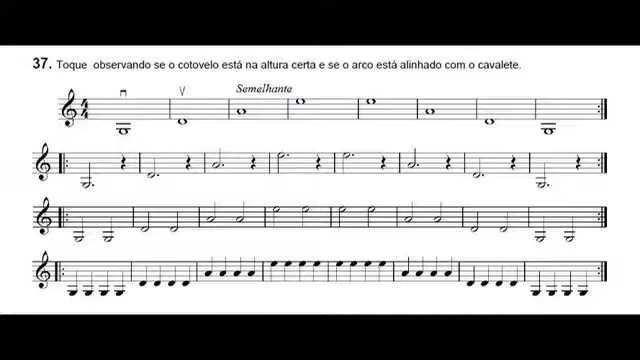 37. Toque observando se o cotovelo está na altura certa e se o arco está alinhado com o cavalete.
Semelhante